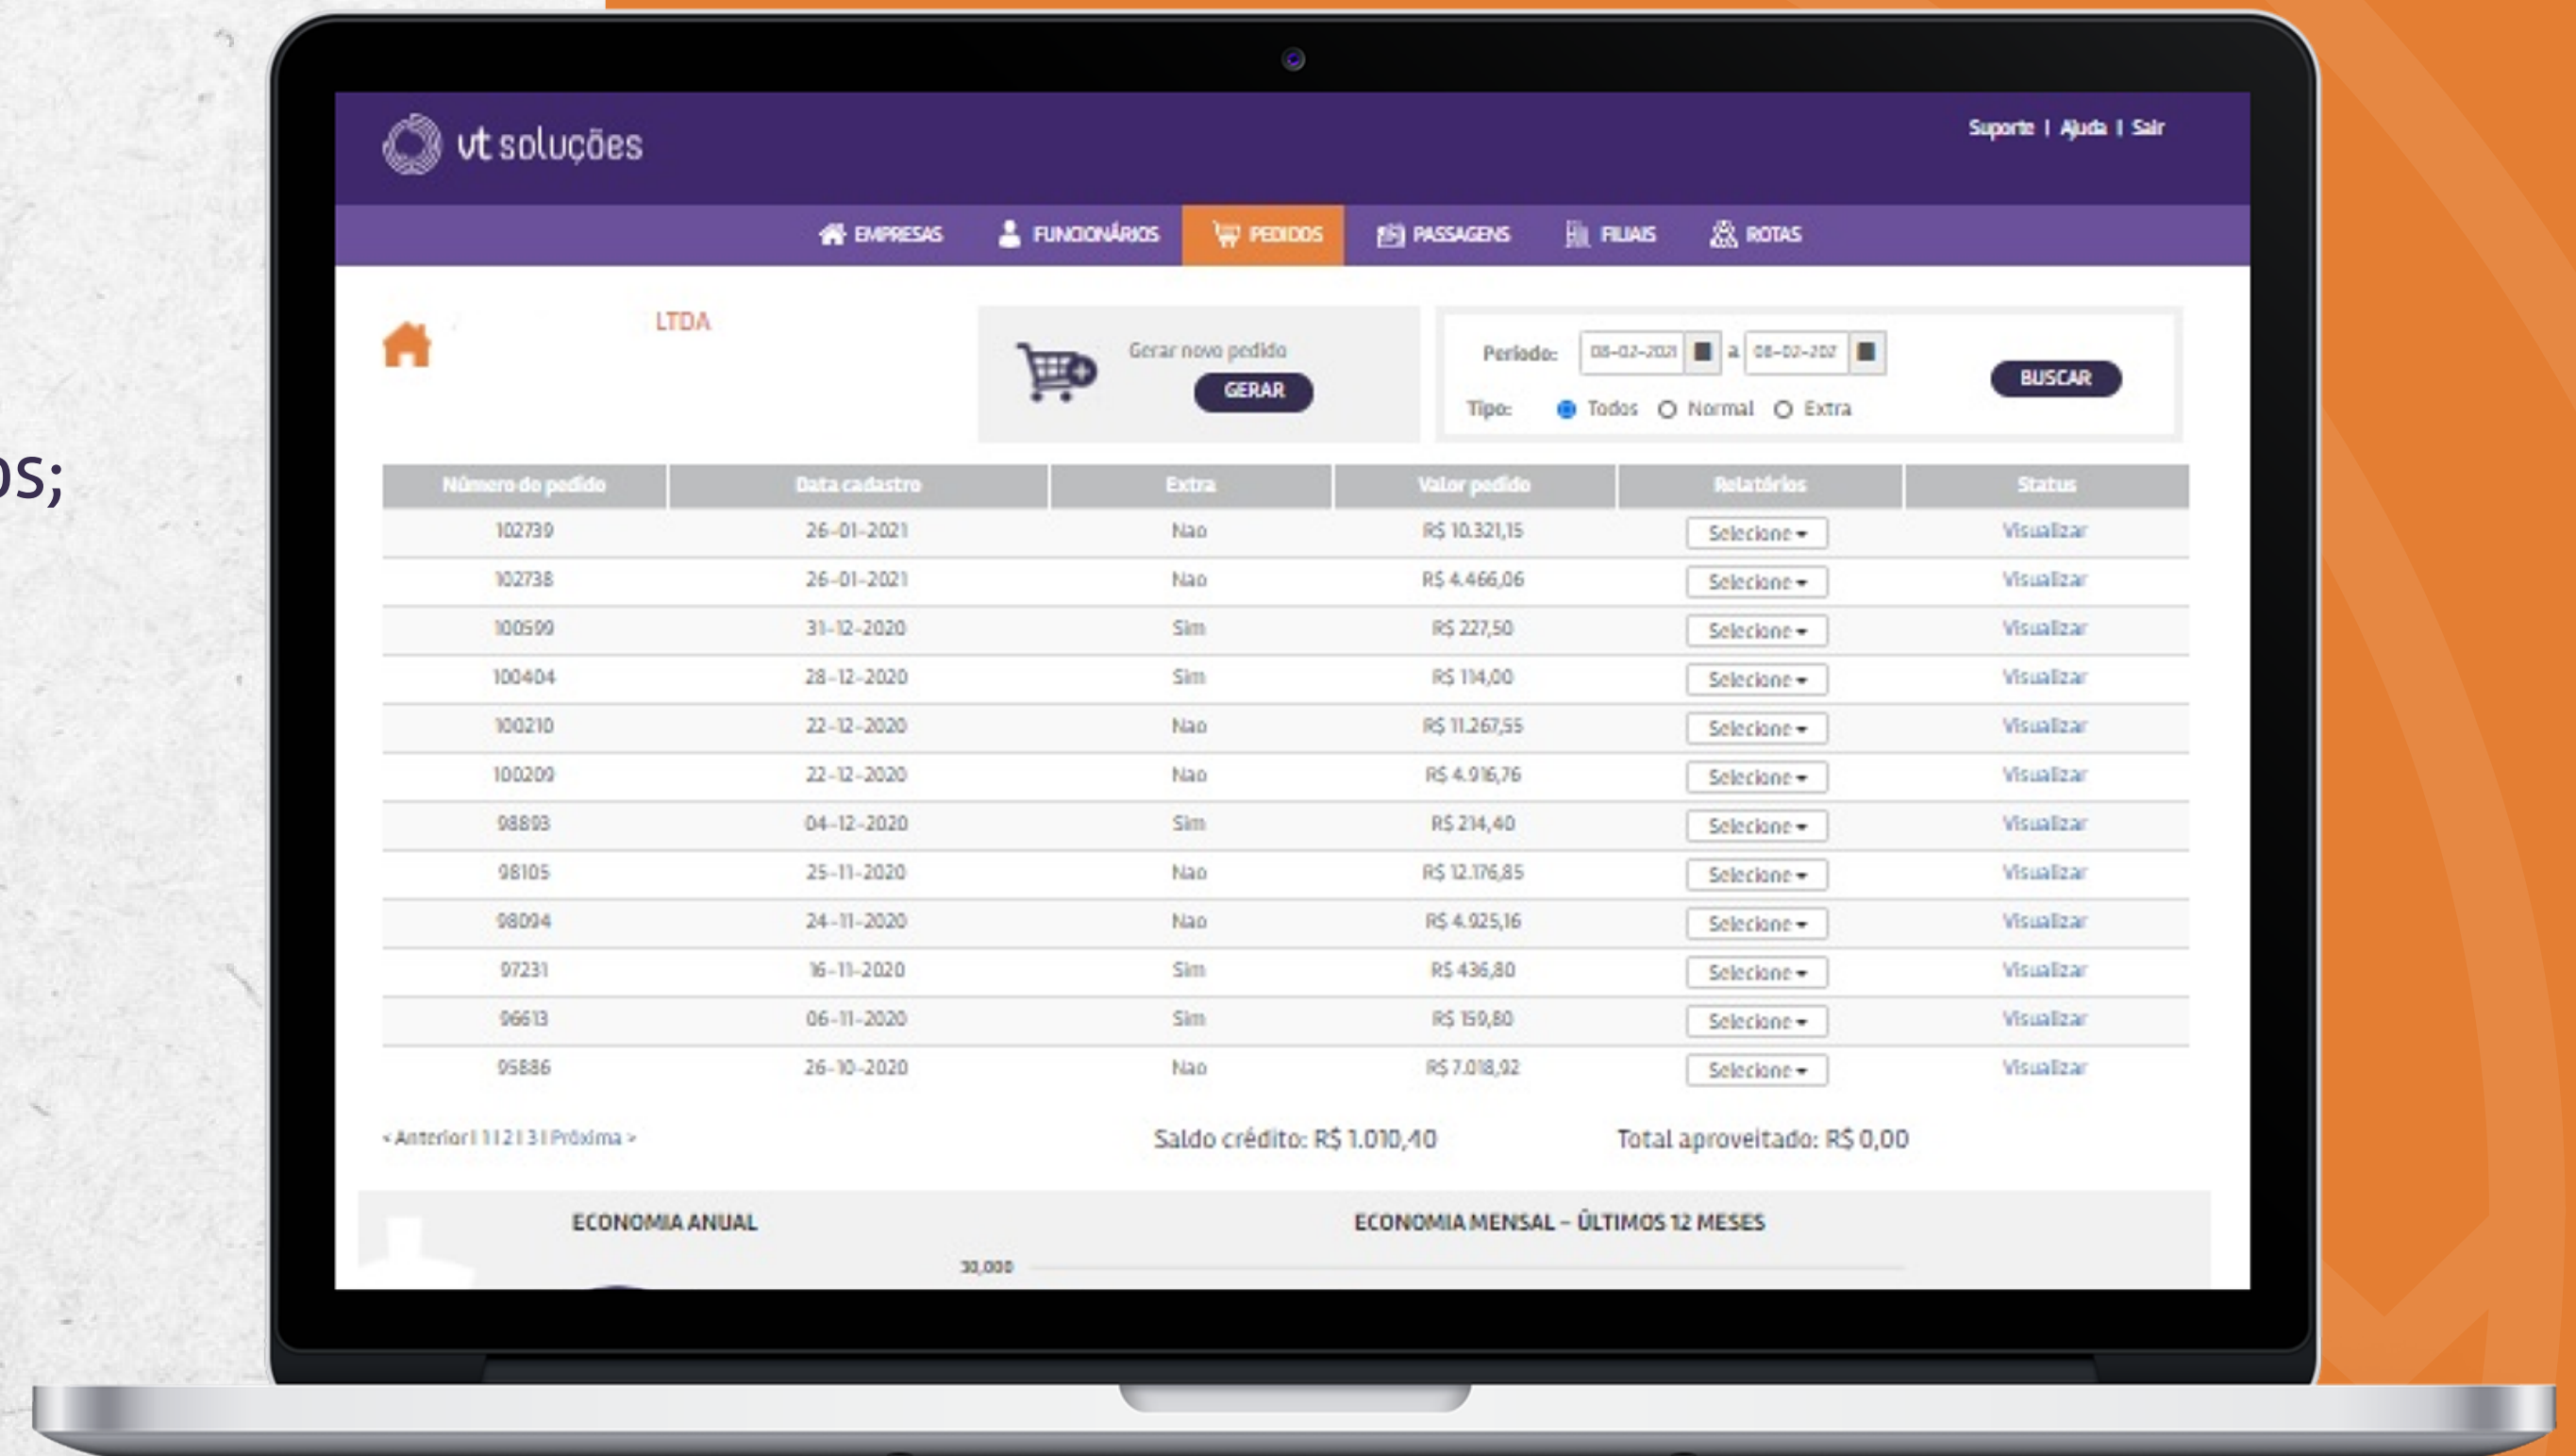 os;
vt soluções
Suporte | Ajuda | Sair
EMPRESAS FUNCIONÁRIOS PEDIDOS PASSAGENS FILIAIS ROTAS
LTDA
Gerar novo pedido
GERAR
Período: 08-02-2021 a 08-02-202
BUSCAR
Tipo: Todos Normal Extra
Número do pedido Data cadastro Extra Valor pedido Relatórios Status
102739 26-01-2021 Nao R$ 10.321,15 Selecione Visualizar
102738 26-01-2021 Nao R$ 4.466,06 Selecione Visualizar
100599 31-12-2020 Sim R$ 227,50 Selecione Visualizar
100404 28-12-2020 Sim R$ 114,00 Selecione Visualizar
100210 22-12-2020 Nao R$ 11.267,55 Selecione Visualizar
100209 22-12-2020 Nao R$ 4.916,76 Selecione Visualizar
98893 04-12-2020 Sim R$ 214,40 Selecione Visualizar
98105 25-11-2020 Nao R$ 12.176,85 Selecione Visualizar
98094 24-11-2020 Nao R$ 4.925,16 Selecione Visualizar
97231 16-11-2020 Sim R$ 436,80 Selecione Visualizar
96613 06-11-2020 Sim R$ 159,80 Selecione Visualizar
95886 26-10-2020 Nao R$ 7.018,92 Selecione Visualizar
< Anterior | 1 | 2 | 3 | Próxima > Saldo crédito: R$ 1.010,40 Total aproveitado: R$ 0,00
ECONOMIA ANUAL ECONOMIA MENSAL - ÚLTIMOS 12 MESES
30,000